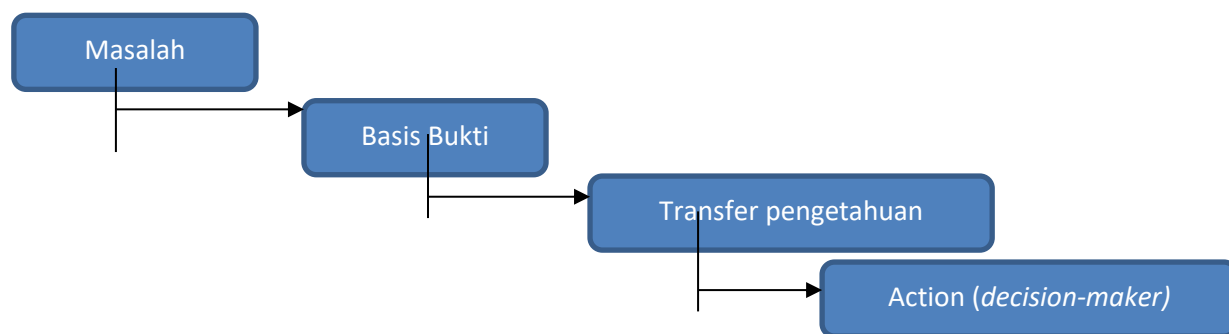 Masalah
Basis Bukti
Transfer pengetahuan
Action (decision-maker)